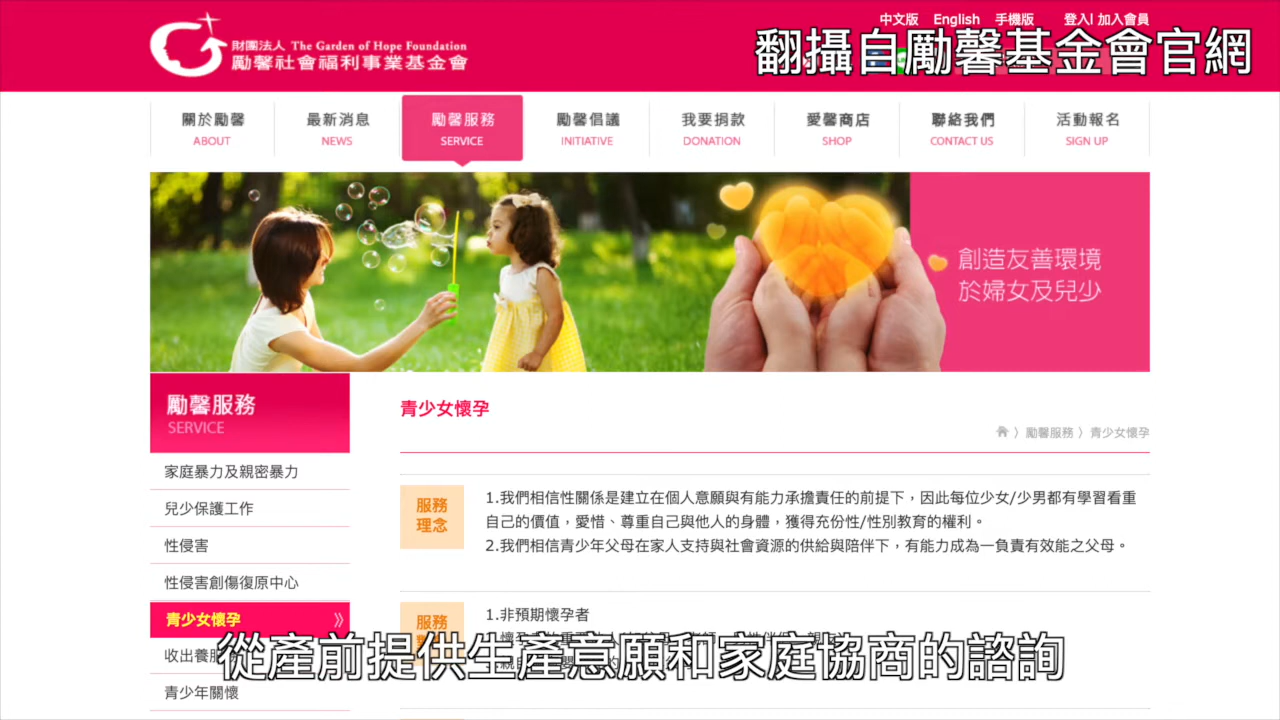 中文版 English 手機版 登入| 加入會員
翻攝自勵馨基金會官網
財團法人 The Garden of Hope Foundation
勵馨社會福利事業基金會
關於勵馨 最新消息 勵馨服務 勵馨倡議 我要捐款 愛馨商店 聯絡我們 活動報名
ABOUT NEWS SERVICE INITIATIVE DONATION SHOP CONTACT US SIGN UP
創造友善環境
於婦女及兒少
勵馨服務
SERVICE
家庭暴力及親密暴力
兒少保護工作
性侵害
性侵害創傷復原中心
青少女懷孕 》
收出養服
青少年關懷
青少女懷孕
〉勵馨服務 〉青少女懷孕
服務
理念
1.我們相信性關係是建立在個人意願與有能力承擔責任的前提下，因此每位少女/少男都有學習看重
自己的價值，愛惜、尊重自己與他人的身體，獲得充份性/性別教育的權利。
2.我們相信青少年父母在家人支持與社會資源的供給與陪伴下，有能力成為一負責有效能之父母。
服務
1.非預期懷孕者
從產前提供生產意願和家庭協商的諮詢